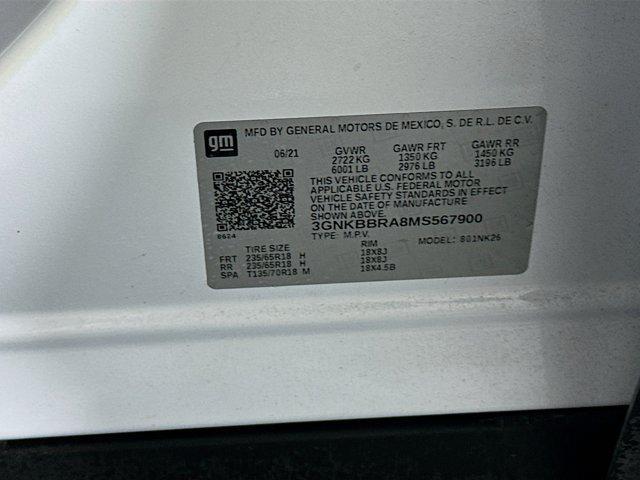 gm MFD BY GENERAL MOTORS DE MEXICO, S. DE R.L. DE C.V.
06/21 GVWR GAWR FRT GAWR RR
2722 KG 1350 KG 1450 KG
6001 LB 2976 LB 3196 LB
THIS VEHICLE CONFORMS TO ALL
APPLICABLE U.S. FEDERAL MOTOR
VEHICLE SAFETY STANDARDS IN
EFFECT ON THE DATE OF MANUFACTURE
SHOWN ABOVE.
3GNKBBRA8MS567900
8624 TYPE: M.P.V. MODEL: 801NK26
TIRE SIZE RIM
FRT 235/65R18 H 18X8J
RR 235/65R18 H 18X8J
SPA T135/70R18 M 18X4.5B